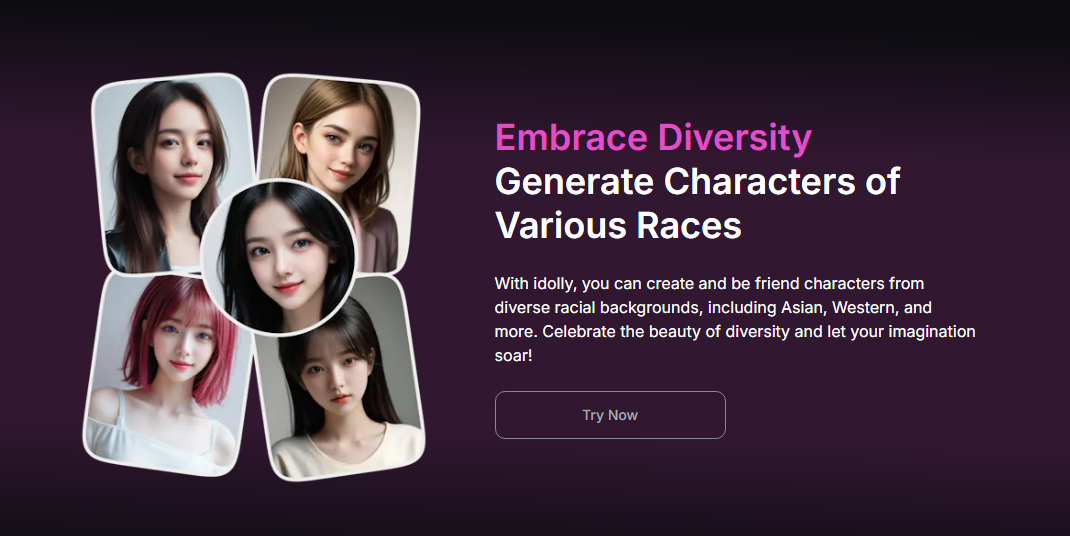 Embrace Diversity
Generate Characters of
Various Races
With idolly, you can create and be friend characters from
diverse racial backgrounds, including Asian, Western, and
more. Celebrate the beauty of diversity and let your imagination
soar!
Try Now